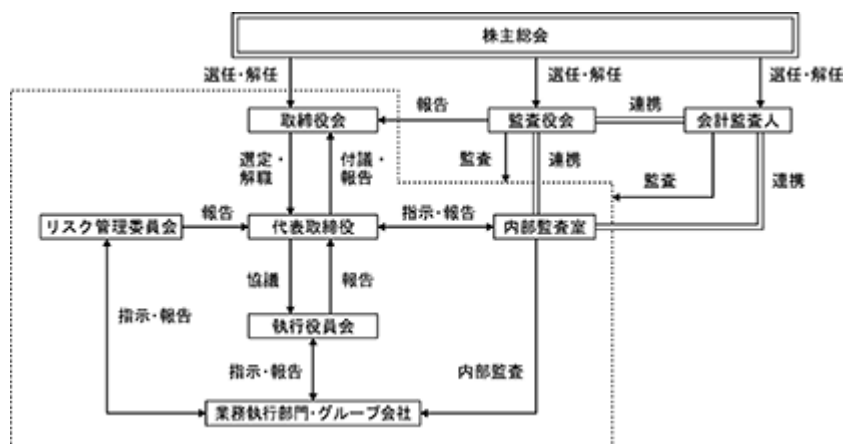 株主総会
選任・解任
選任・解任
選任・解任
取締役会
報告
監査役会
連携
会計監査人
選定・
解職
付議・
報告
監査
連携
監査
連携
リスク管理委員会
報告
代表取締役
指示・報告
内部監査室
協議
報告
指示・報告
執行役員会
指示・報告
内部監査
業務執行部門・グループ会社